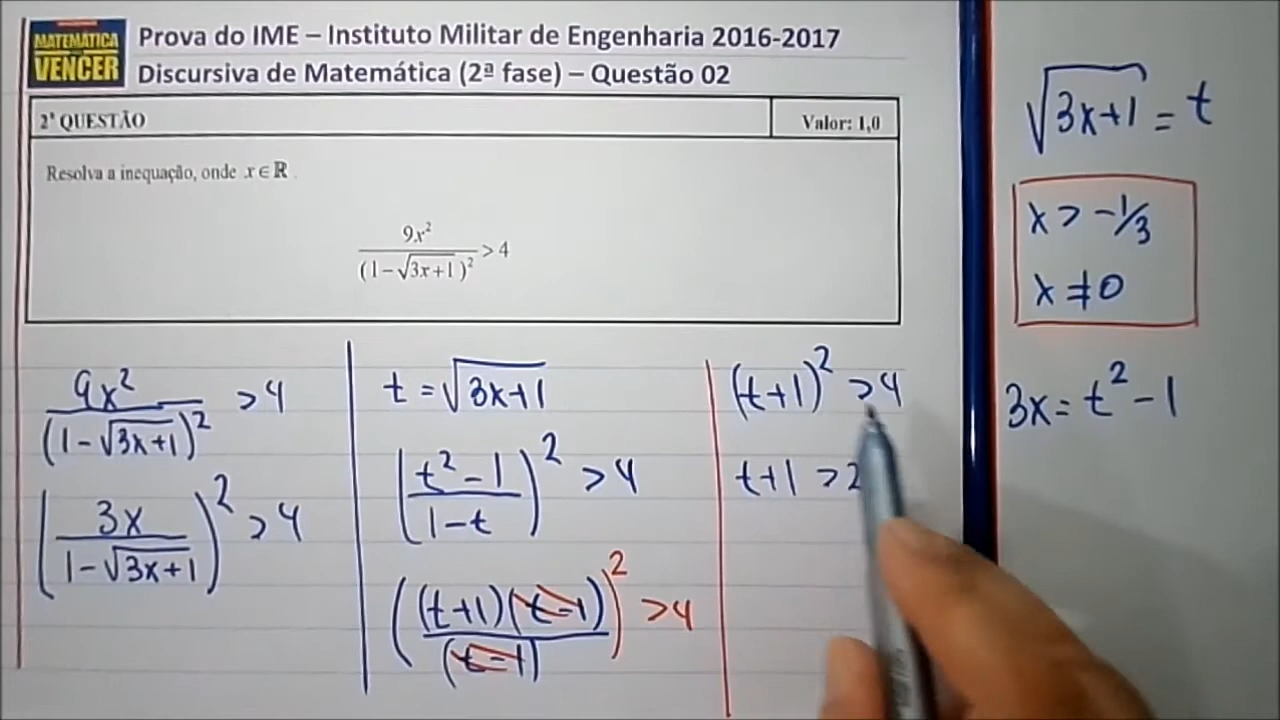 MATEMÁTICA
VENCER
Prova do IME – Instituto Militar de Engenharia 2016-2017
Discursiva de Matemática (2ª fase) – Questão 02
2ª QUESTÃO
Valor: 1,0
Resolva a inequação, onde x ∈ ℝ .
9x² / (1-√(3x+1))² > 4
9x² / (1-√(3x+1))² > 4
(3x / (1-√(3x+1)))² > 4
t = √(3x+1)
((t²-1) / (1-t))² > 4
((t+1)(t-1) / (t-1))² > 4
(t+1)² > 4
t+1 > 2
√(3x+1) = t
x > -1/3
x ≠ 0
3x = t² - 1